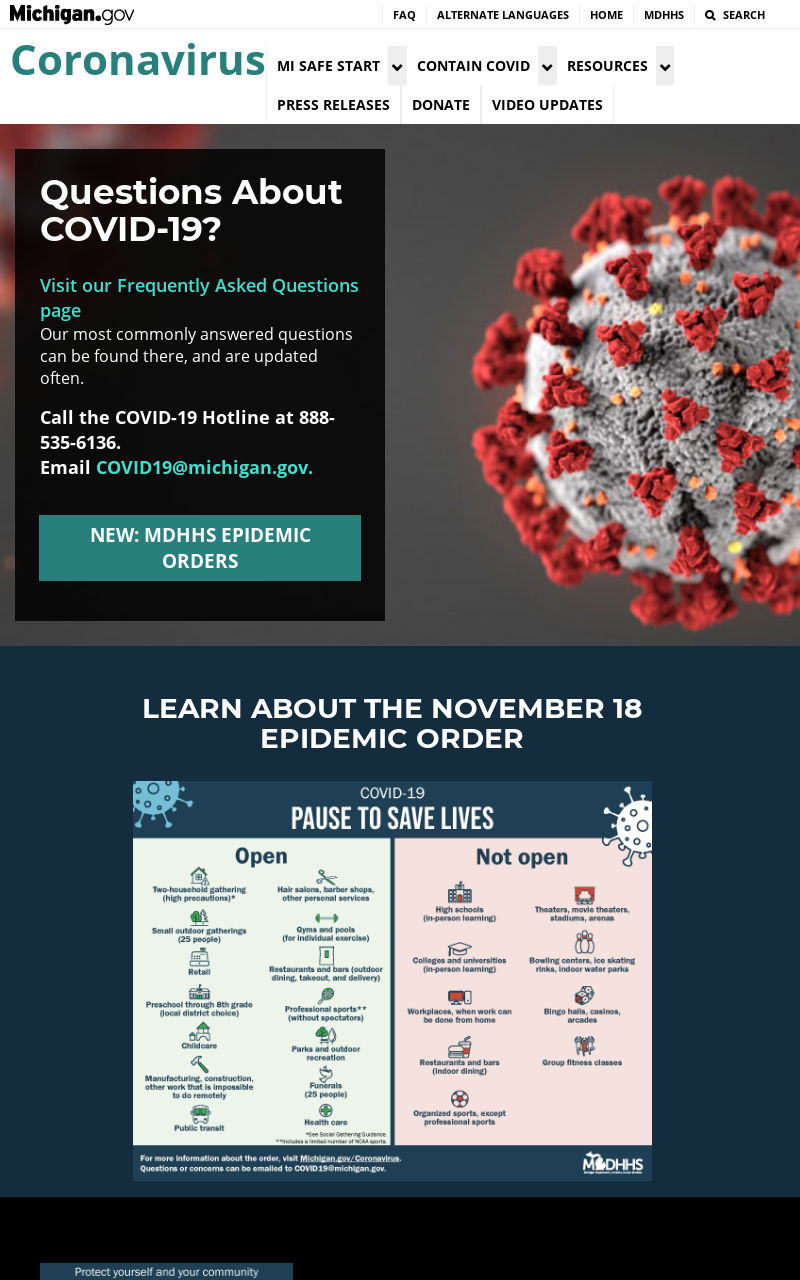 Michigan.gov
FAQ
ALTERNATE LANGUAGES
HOME
MDHHS
SEARCH
Coronavirus
MI SAFE START
CONTAIN COVID
RESOURCES
PRESS RELEASES
DONATE
VIDEO UPDATES
Questions About
COVID-19?
Visit our Frequently Asked Questions
page
Our most commonly answered questions
can be found there, and are updated
often.
Call the COVID-19 Hotline at 888-
535-6136.
Email COVID19@michigan.gov.
NEW: MDHHS EPIDEMIC
ORDERS
LEARN ABOUT THE NOVEMBER 18
EPIDEMIC ORDER
COVID-19
PAUSE TO SAVE LIVES
Open
Two-household gathering
(high precautions)*
Small outdoor gatherings
(25 people)
Retail
Preschool through 8th grade
(local district choice)
Childcare
Manufacturing, construction,
other work that is impossible
to do remotely
Public transit
Hair salons, barber shops,
other personal services
Gyms and pools
(for individual exercise)
Restaurants and bars (outdoor
dining, takeout, and delivery)
Professional sports**
(without spectators)
Parks and outdoor
recreation
Funerals
(25 people)
Health care
*See Social Gathering Guidance.
**Includes a limited number of NCAA sports.
Not open
High schools
(in-person learning)
Colleges and universities
(in-person learning)
Workplaces, when work can
be done from home
Restaurants and bars
(indoor dining)
Organized sports, except
professional sports
Theaters, movie theaters,
stadiums, arenas
Bowling centers, ice skating
rinks, indoor water parks
Bingo halls, casinos,
arcades
Group fitness classes
For more information about the order, visit Michigan.gov/Coronavirus.
Questions or concerns can be emailed to COVID19@michigan.gov.
MDHHS
Protect yourself and your community